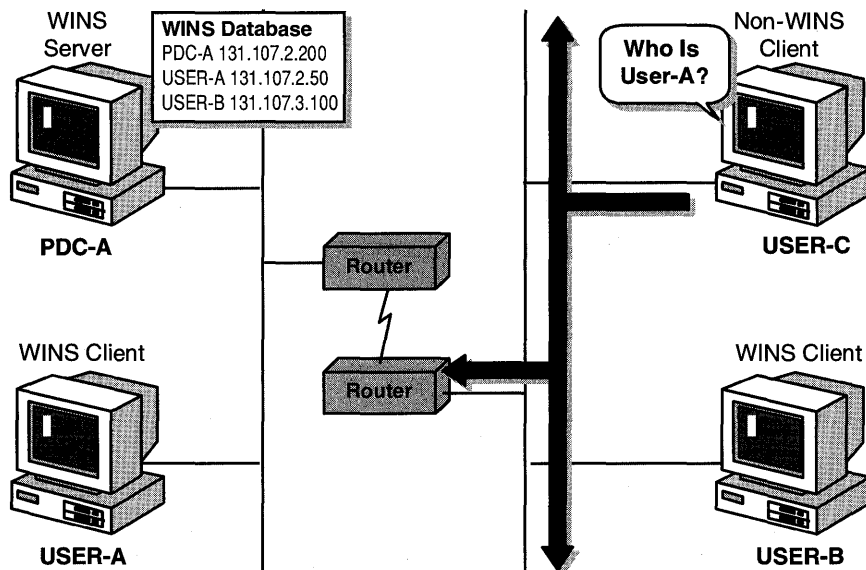 WINS
Server
WINS Database
PDC-A 131.107.2.200
USER-A 131.107.2.50
USER-B 131.107.3.100
Non-WINS
Client
Who Is
User-A?
PDC-A
USER-C
Router
Router
WINS Client
WINS Client
USER-A
USER-B